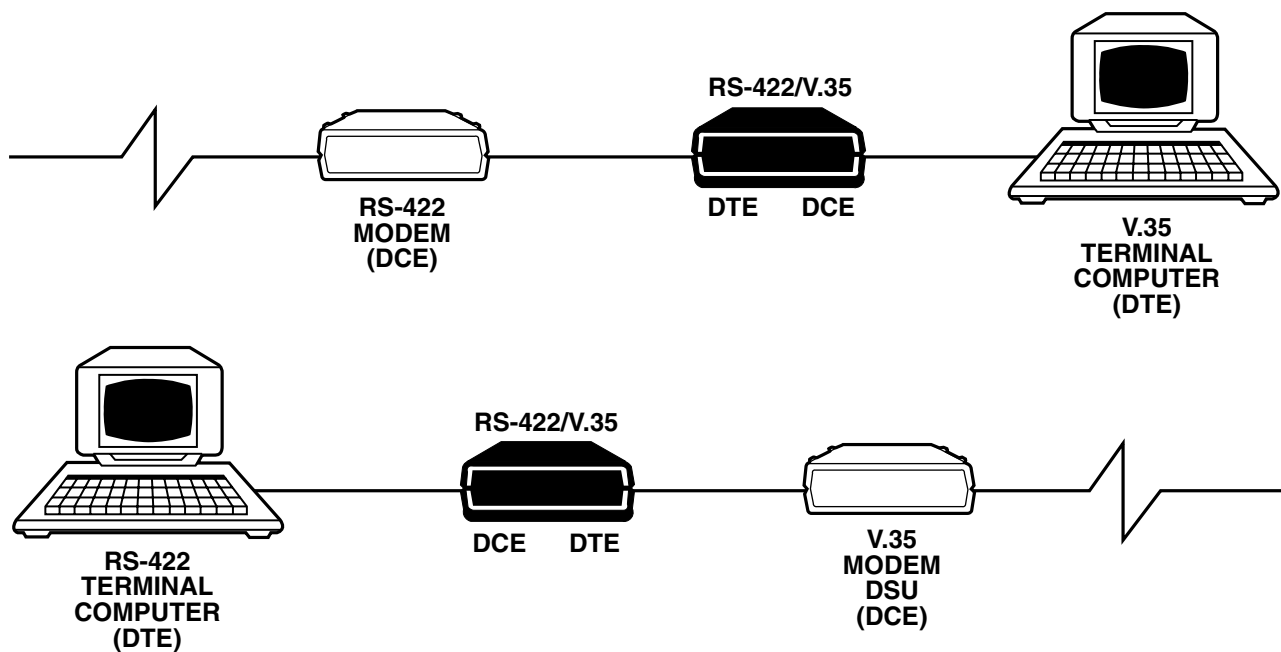 RS-422/V.35
DTE DCE
RS-422
MODEM
(DCE)
V.35
TERMINAL
COMPUTER
(DTE)
RS-422/V.35
DCE DTE
RS-422
TERMINAL
COMPUTER
(DTE)
V.35
MODEM
DSU
(DCE)